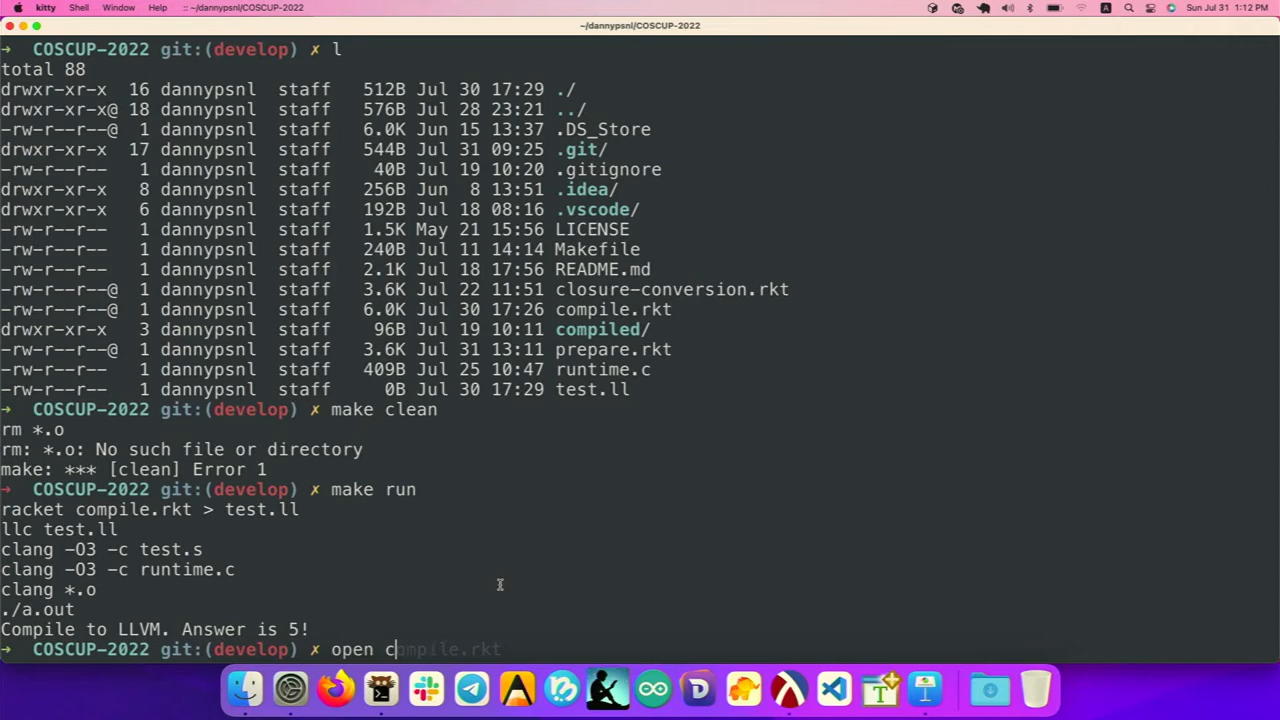 kitty Shell Window Help ~/dannypsnl/COSCUP-2022 A Sun Jul 31 1:12 PM
~/dannypsnl/COSCUP-2022
→ COSCUP-2022 git:(develop) ✗ l
total 88
drwxr-xr-x 16 dannypsnl staff 512B Jul 30 17:29 ./
drwxr-xr-x@ 18 dannypsnl staff 576B Jul 28 23:21 ../
-rw-r--r--@ 1 dannypsnl staff 6.0K Jun 15 13:37 .DS_Store
drwxr-xr-x 17 dannypsnl staff 544B Jul 31 09:25 .git/
-rw-r--r-- 1 dannypsnl staff 40B Jul 19 10:20 .gitignore
drwxr-xr-x 8 dannypsnl staff 256B Jun 8 13:51 .idea/
drwxr-xr-x 6 dannypsnl staff 192B Jul 18 08:16 .vscode/
-rw-r--r-- 1 dannypsnl staff 1.5K May 21 15:56 LICENSE
-rw-r--r-- 1 dannypsnl staff 240B Jul 11 14:14 Makefile
-rw-r--r-- 1 dannypsnl staff 2.1K Jul 18 17:56 README.md
-rw-r--r--@ 1 dannypsnl staff 3.6K Jul 22 11:51 closure-conversion.rkt
-rw-r--r--@ 1 dannypsnl staff 6.0K Jul 30 17:26 compile.rkt
drwxr-xr-x 3 dannypsnl staff 96B Jul 19 10:11 compiled/
-rw-r--r--@ 1 dannypsnl staff 3.6K Jul 31 13:11 prepare.rkt
-rw-r--r-- 1 dannypsnl staff 409B Jul 25 10:47 runtime.c
-rw-r--r-- 1 dannypsnl staff 0B Jul 30 17:29 test.ll
→ COSCUP-2022 git:(develop) ✗ make clean
rm *.o
rm: *.o: No such file or directory
make: *** [clean] Error 1
→ COSCUP-2022 git:(develop) ✗ make run
racket compile.rkt > test.ll
llc test.ll
clang -O3 -c test.s
clang -O3 -c runtime.c
clang *.o
./a.out
Compile to LLVM. Answer is 5!
→ COSCUP-2022 git:(develop) ✗ open compile.rkt